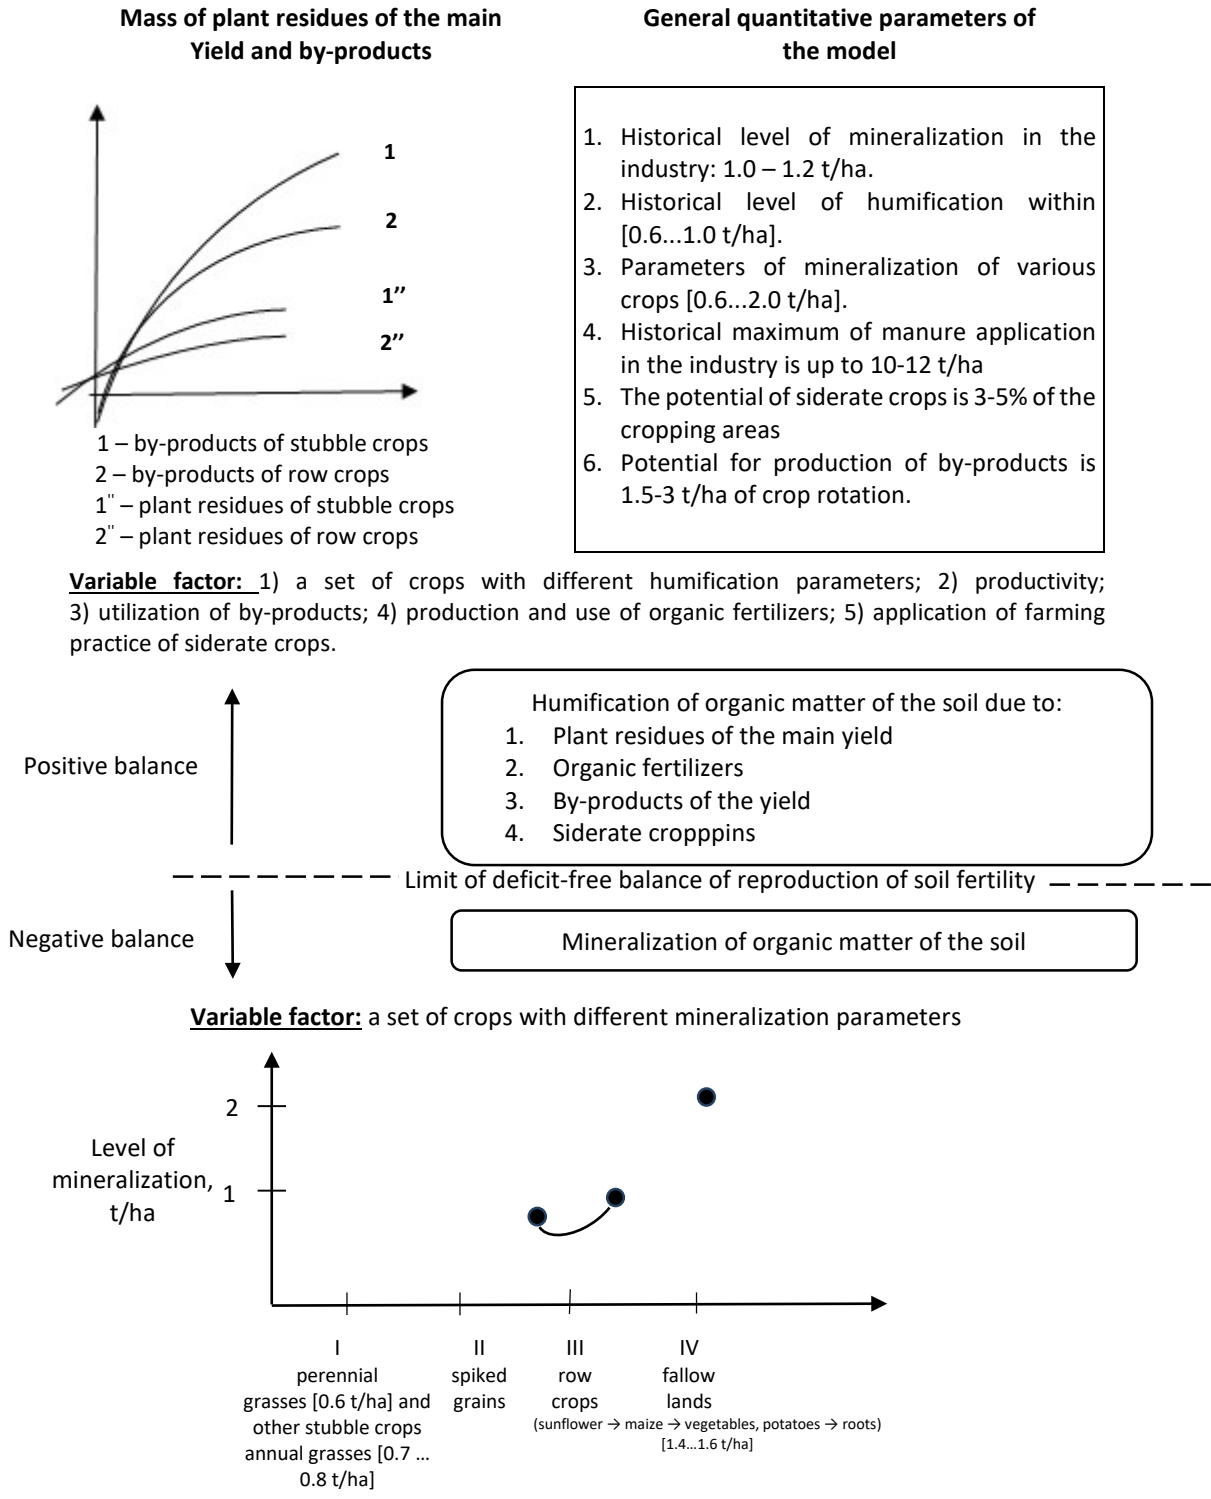 Mass of plant residues of the main
Yield and by-products
General quantitative parameters of
the model
1
2
1’’
2’’
1 – by-products of stubble crops
2 – by-products of row crops
1¨ – plant residues of stubble crops
2¨ – plant residues of row crops
1. Historical level of mineralization in the
industry: 1.0 – 1.2 t/ha.
2. Historical level of humification within
[0.6...1.0 t/ha].
3. Parameters of mineralization of various
crops [0.6...2.0 t/ha].
4. Historical maximum of manure application
in the industry is up to 10-12 t/ha
5. The potential of siderate crops is 3-5% of the
cropping areas
6. Potential for production of by-products is
1.5-3 t/ha of crop rotation.
Variable factor: 1) a set of crops with different humification parameters; 2) productivity;
3) utilization of by-products; 4) production and use of organic fertilizers; 5) application of farming
practice of siderate crops.
Positive balance
Humification of organic matter of the soil due to:
1. Plant residues of the main yield
2. Organic fertilizers
3. By-products of the yield
4. Siderate cropppins
Limit of deficit-free balance of reproduction of soil fertility
Negative balance
Mineralization of organic matter of the soil
Variable factor: a set of crops with different mineralization parameters
Level of
mineralization,
t/ha
2
1
I
perennial
grasses [0.6 t/ha] and
other stubble crops
annual grasses [0.7 ...
0.8 t/ha]
II
spiked
grains
III
row
crops
IV
fallow
lands
(sunflower → maize → vegetables, potatoes → roots)
[1.4...1.6 t/ha]